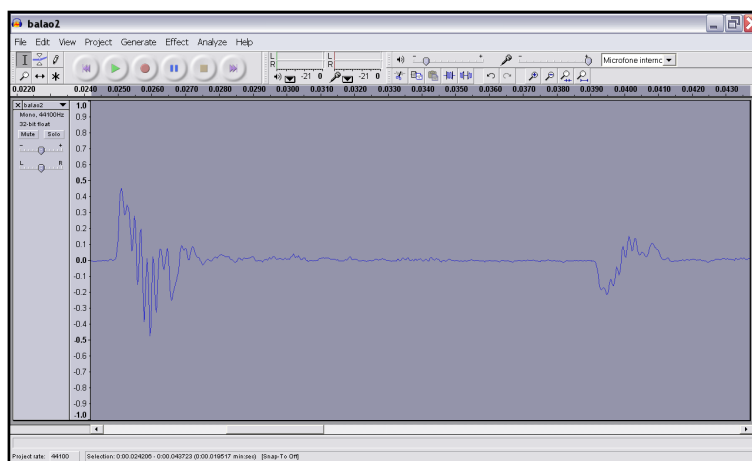 balao2
File Edit View Project Generate Effect Analyze Help
L R -21 0 L R -21 0 Microfone interno
0.0220 0.0240 0.0250 0.0260 0.0270 0.0280 0.0290 0.0300 0.0310 0.0320 0.0330 0.0340 0.0350 0.0360 0.0370 0.0380 0.0390 0.0400 0.0410 0.0420 0.0430
balao2
Mono, 44100Hz
32-bit float
Mute Solo
- +
L R
1.0
0.9
0.8
0.7
0.6
0.5
0.4
0.3
0.2
0.1
0.0
-0.1
-0.2
-0.3
-0.4
-0.5
-0.6
-0.7
-0.8
-0.9
-1.0
Project rate: 44100 Selection: 0:00.024206 - 0:00.043723 (0:00.019517 min:sec) [Snap-To Off]